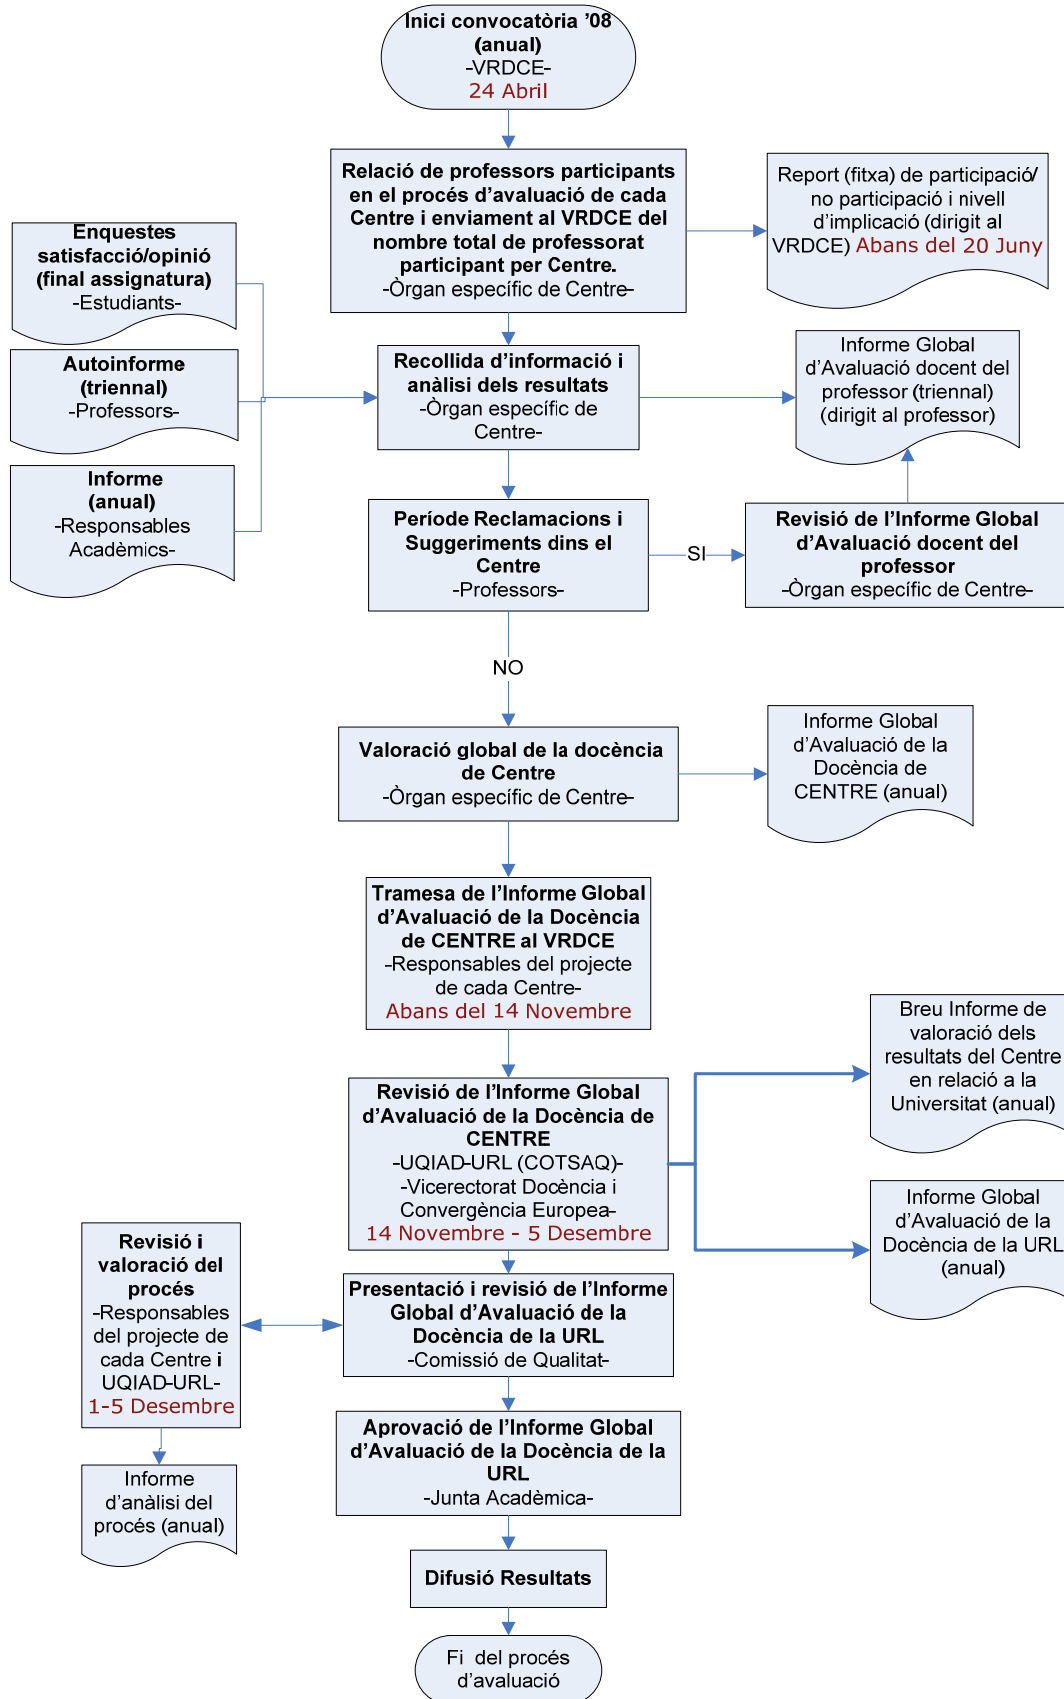 Inici convocatòria '08
(anual)
-VRDCE-
24 Abril
Relació de professors participants
en el procés d'avaluació de cada
Centre i enviament al VRDCE del
nombre total de professorat
participant per Centre.
-Òrgan específic de Centre-
Report (fitxa) de participació/
no participació i nivell
d'implicació (dirigit al
VRDCE) Abans del 20 Juny
Enquestes
satisfacció/opinió
(final assignatura)
-Estudiants-
Autoinforme
(triennal)
-Professors-
Informe
(anual)
-Responsables
Acadèmics-
Recollida d'informació i
anàlisi dels resultats
-Òrgan específic de
Centre-
Informe Global
d'Avaluació docent del
professor (triennal)
(dirigit al professor)
Període Reclamacions i
Suggeriments dins el
Centre
-Professors-
SI
Revisió de l'Informe Global
d'Avaluació docent del
professor
-Òrgan específic de Centre-
NO
Valoració global de la docència
de Centre
-Òrgan específic de Centre-
Informe Global
d'Avaluació de la
Docència de
CENTRE (anual)
Tramesa de l'Informe Global
d'Avaluació de la Docència
de CENTRE al VRDCE
-Responsables del projecte
de cada Centre-
Abans del 14 Novembre
Revisió de l'Informe Global
d'Avaluació de la Docència de
CENTRE
-UQIAD-URL (COTSAQ)-
-Vicerectorat Docència i
Convergència Europea-
14 Novembre - 5 Desembre
Breu Informe de
valoració dels
resultats del Centre
en relació a la
Universitat (anual)
Informe Global
d'Avaluació de la
Docència de la URL
(anual)
Revisió i
valoració del
procés
-Responsables
del projecte de
cada Centre i
UQIAD-URL-
1-5 Desembre
Presentació i revisió de l'Informe
Global d'Avaluació de la
Docència de la URL
-Comissió de Qualitat-
Informe
d'anàlisi del
procés (anual)
Aprovació de l'Informe Global
d'Avaluació de la Docència de la
URL
-Junta Acadèmica-
Difusió Resultats
Fi del procés
d'avaluació